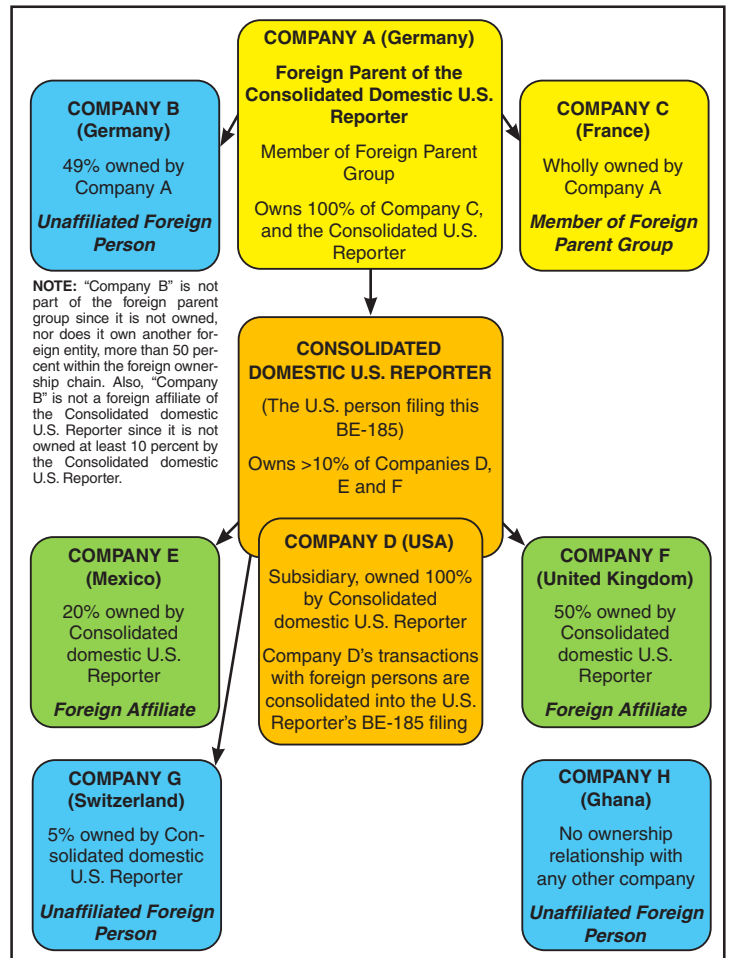 COMPANY A (Germany)
Foreign Parent of the
Consolidated Domestic U.S.
Reporter
Member of Foreign Parent
Group
Owns 100% of Company C,
and the Consolidated U.S.
Reporter
COMPANY B
(Germany)
49% owned by
Company A
Unaffiliated Foreign
Person
COMPANY C
(France)
Wholly owned by
Company A
Member of Foreign
Parent Group
NOTE: “Company B” is not
part of the foreign parent
group since it is not owned,
nor does it own another for-
eign entity, more than 50 per-
cent within the foreign owner-
ship chain. Also, “Company
B” is not a foreign affiliate of
the Consolidated domestic
U.S. Reporter since it is not
owned at least 10 percent by
the Consolidated domestic
U.S. Reporter.
CONSOLIDATED
DOMESTIC U.S. REPORTER
(The U.S. person filing this
BE-185)
Owns >10% of Companies D,
E and F
COMPANY E
(Mexico)
20% owned by
Consolidated
domestic U.S.
Reporter
Foreign Affiliate
COMPANY D (USA)
Subsidiary, owned 100%
by Consolidated
domestic U.S. Reporter
Company D’s transactions
with foreign persons are
consolidated into the U.S.
Reporter’s BE-185 filing
COMPANY F
(United Kingdom)
50% owned by
Consolidated
domestic U.S.
Reporter
Foreign Affiliate
COMPANY G
(Switzerland)
5% owned by Con-
solidated domestic
U.S. Reporter
Unaffiliated Foreign
Person
COMPANY H
(Ghana)
No ownership
relationship with
any other company
Unaffiliated Foreign
Person